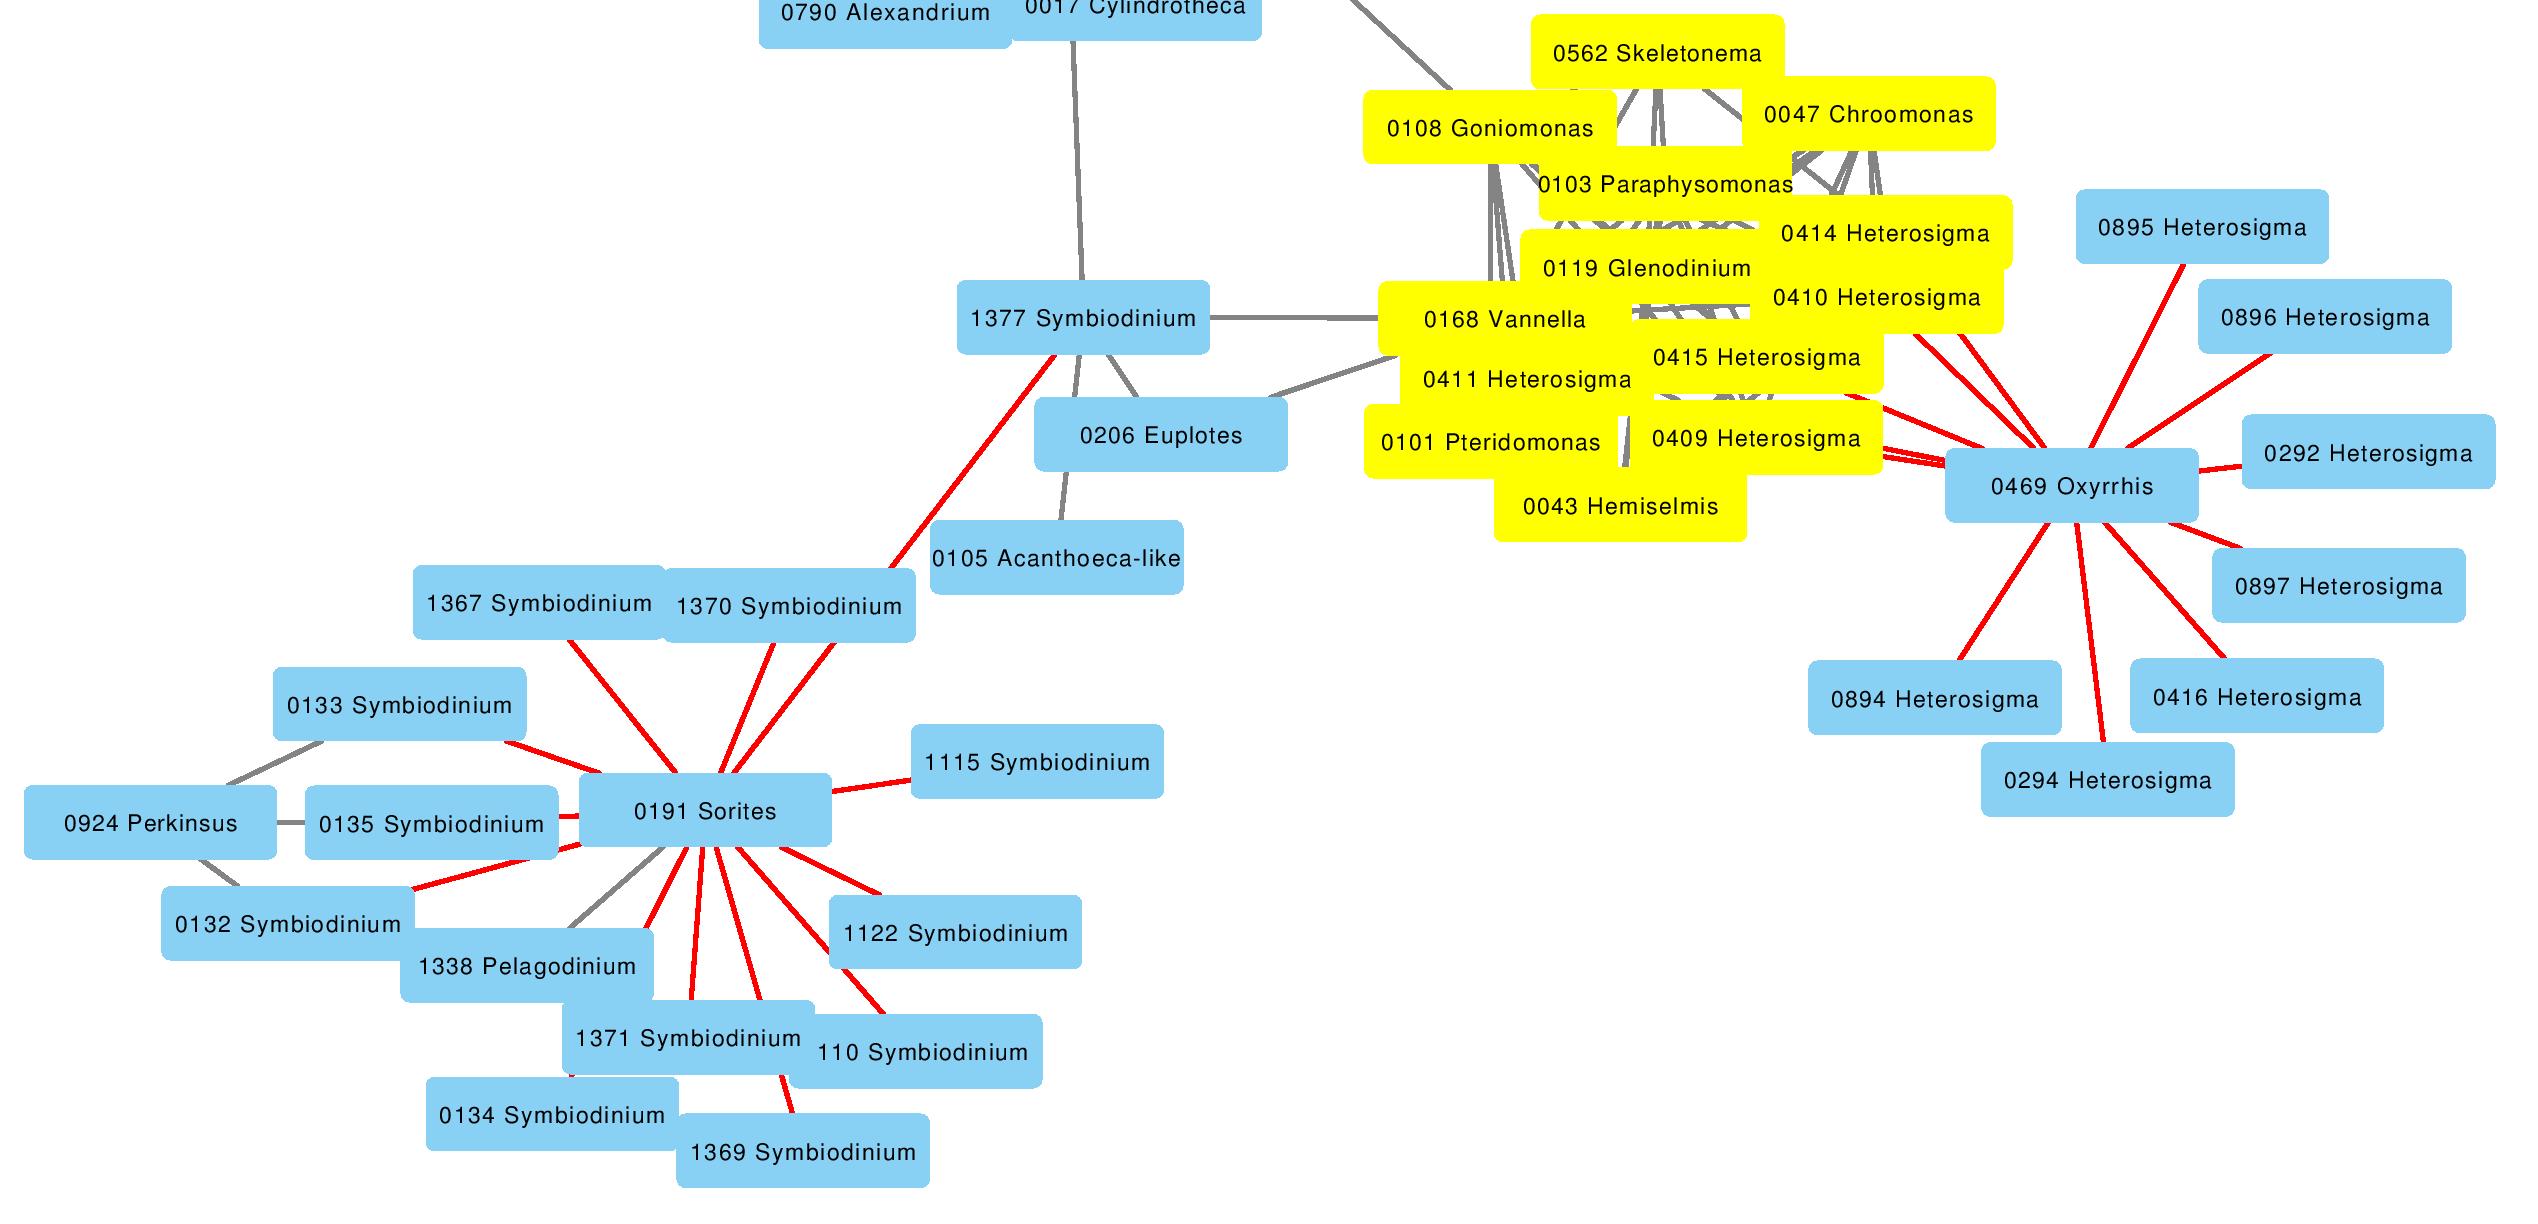 0790 Alexandrium
0017 Cylindrotheca
0562 Skeletonema
0047 Chroomonas
0108 Goniomonas
0103 Paraphysomonas
0414 Heterosigma
0895 Heterosigma
0119 Glenodinium
0410 Heterosigma
1377 Symbiodinium
0168 Vannella
0896 Heterosigma
0415 Heterosigma
0411 Heterosigma
0206 Euplotes
0101 Pteridomonas
0409 Heterosigma
0292 Heterosigma
0469 Oxyrrhis
0043 Hemiselmis
0105 Acanthoeca-like
0897 Heterosigma
1367 Symbiodinium
1370 Symbiodinium
0133 Symbiodinium
0894 Heterosigma
0416 Heterosigma
1115 Symbiodinium
0294 Heterosigma
0924 Perkinsus
0135 Symbiodinium
0191 Sorites
0132 Symbiodinium
1122 Symbiodinium
1338 Pelagodinium
1371 Symbiodinium
110 Symbiodinium
0134 Symbiodinium
1369 Symbiodinium